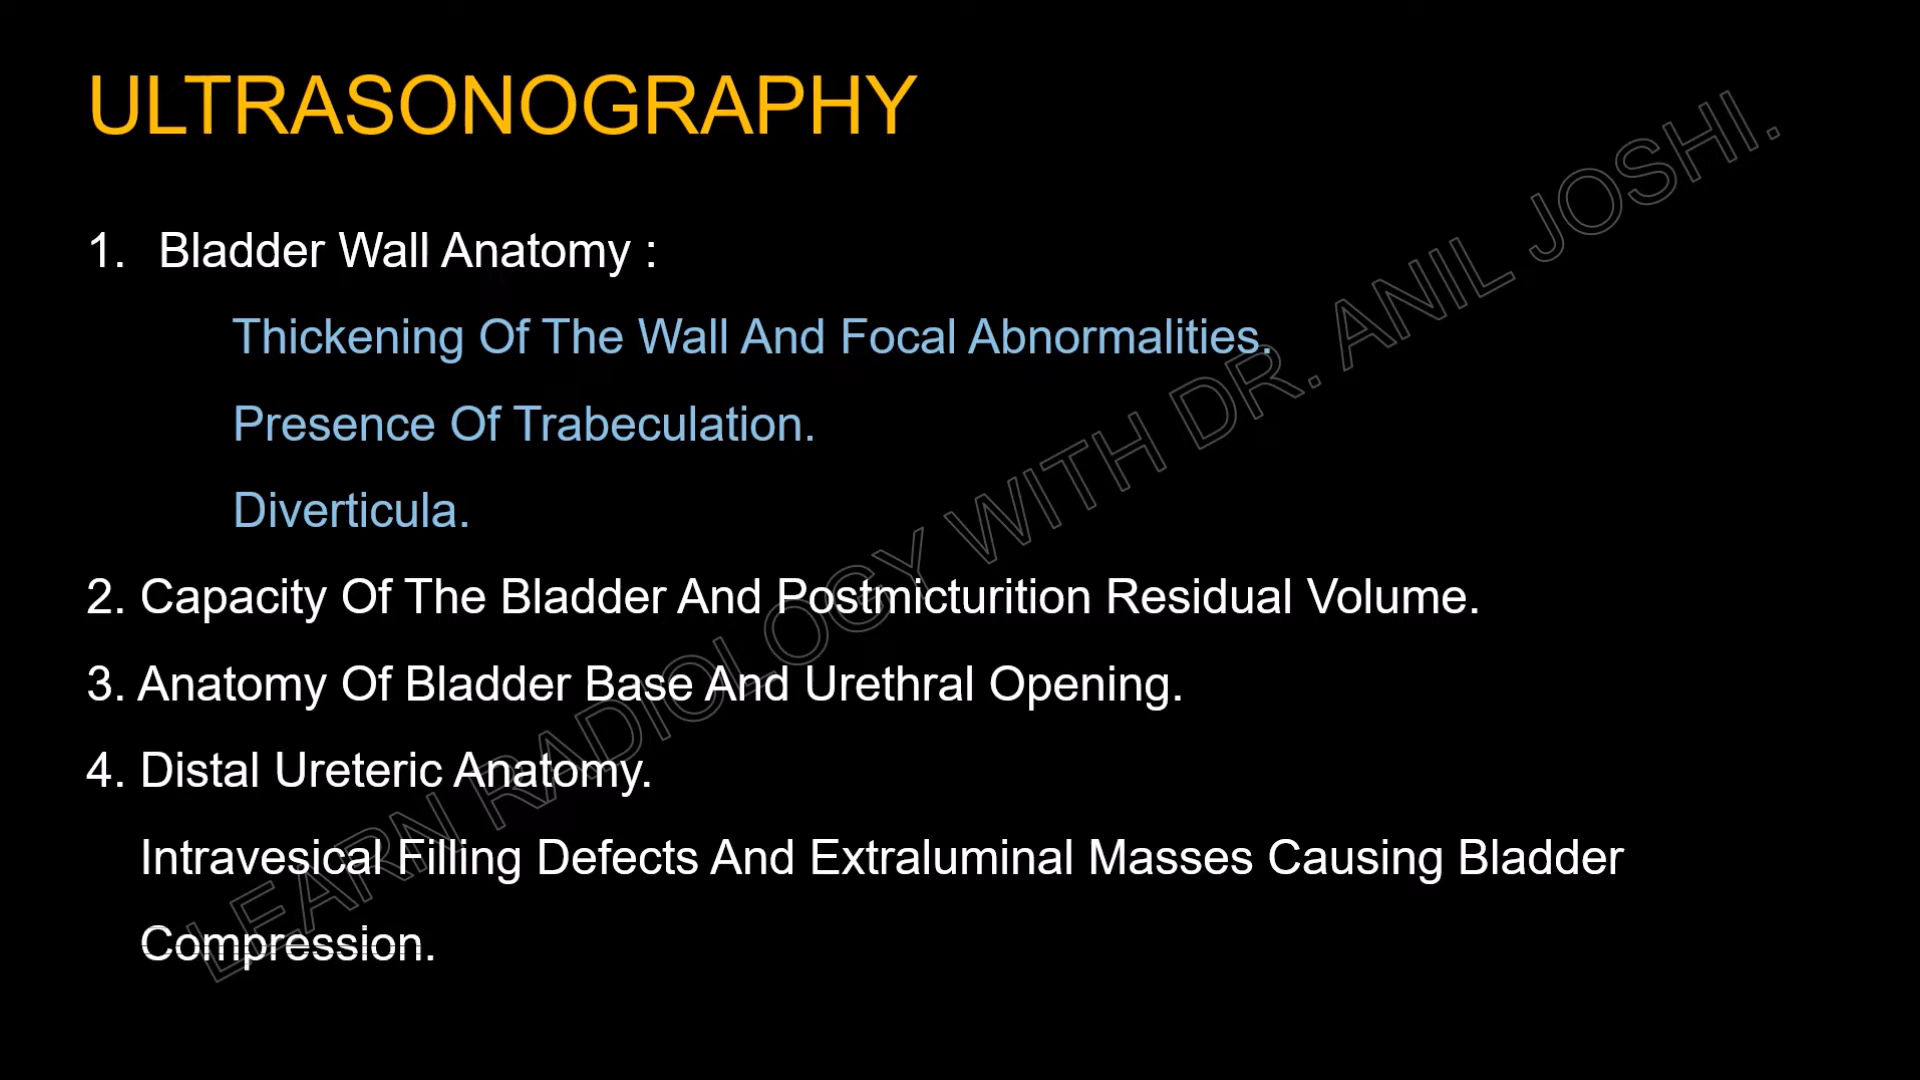 ULTRASONOGRAPHY
1. Bladder Wall Anatomy :
Thickening Of The Wall And Focal Abnormalities.
Presence Of Trabeculation.
Diverticula.
2. Capacity Of The Bladder And Postmicturition Residual Volume.
3. Anatomy Of Bladder Base And Urethral Opening.
4. Distal Ureteric Anatomy.
Intravesical Filling Defects And Extraluminal Masses Causing Bladder
Compression.
LEARN RADIOLOGY WITH DR. ANIL JOSHI.